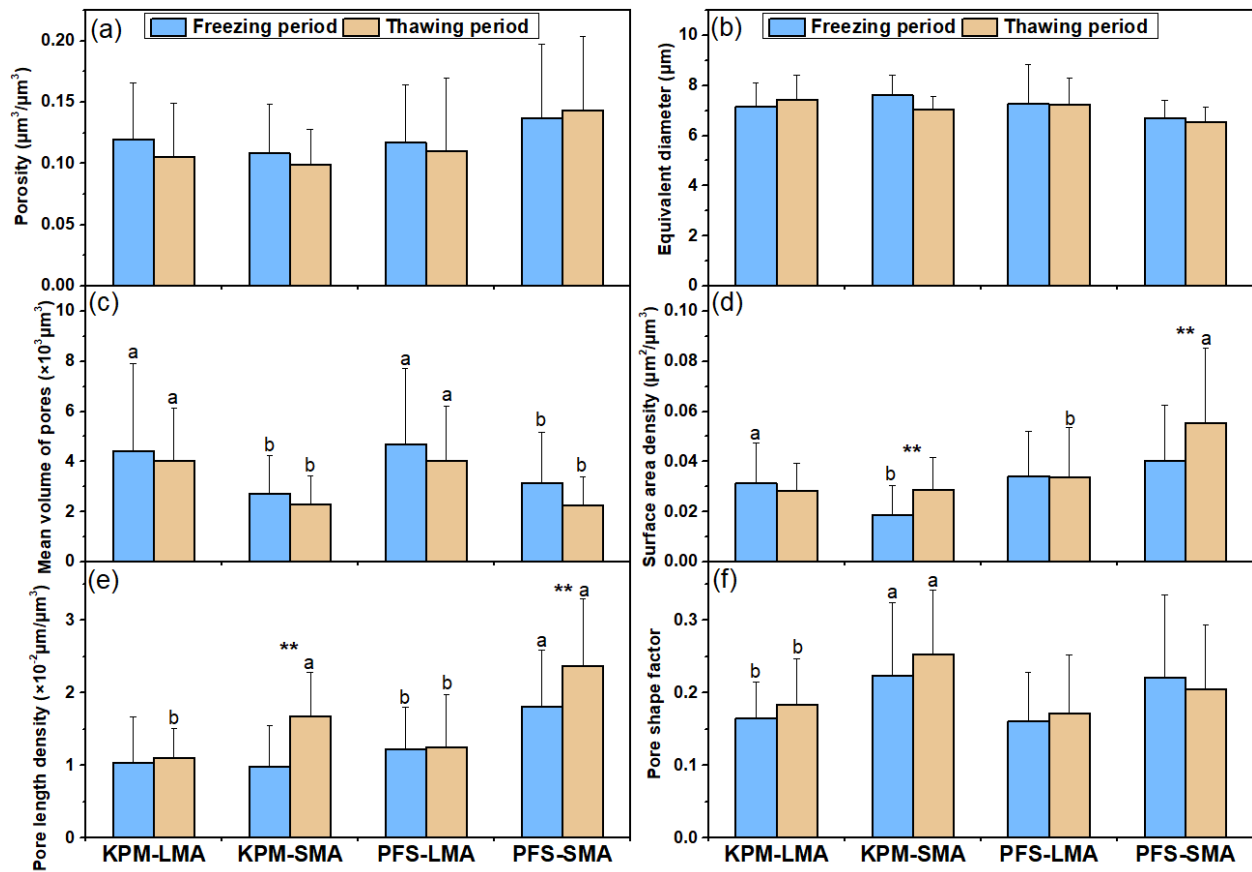 (a)
Freezing period
Thawing period
Porosity (μm³/μm³)
0.20
0.15
0.10
0.05
0.00
(b)
Freezing period
Thawing period
Equivalent diameter (μm)
10
8
6
4
2
0
(c)
Mean volume of pores (×10³μm³)
10
8
6
4
2
0
a
a
b
b
a
a
b
b
(d)
Surface area density (μm²/μm³)
0.10
0.08
0.06
0.04
0.02
0.00
a
b
**
b
**
a
(e)
Pore length density (×10⁻²μm/μm³)
3
2
1
0
b
**
a
b
b
a
**
a
KPM-LMA
KPM-SMA
PFS-LMA
PFS-SMA
(f)
Pore shape factor
0.3
0.2
0.1
0.0
b
b
a
a
KPM-LMA
KPM-SMA
PFS-LMA
PFS-SMA